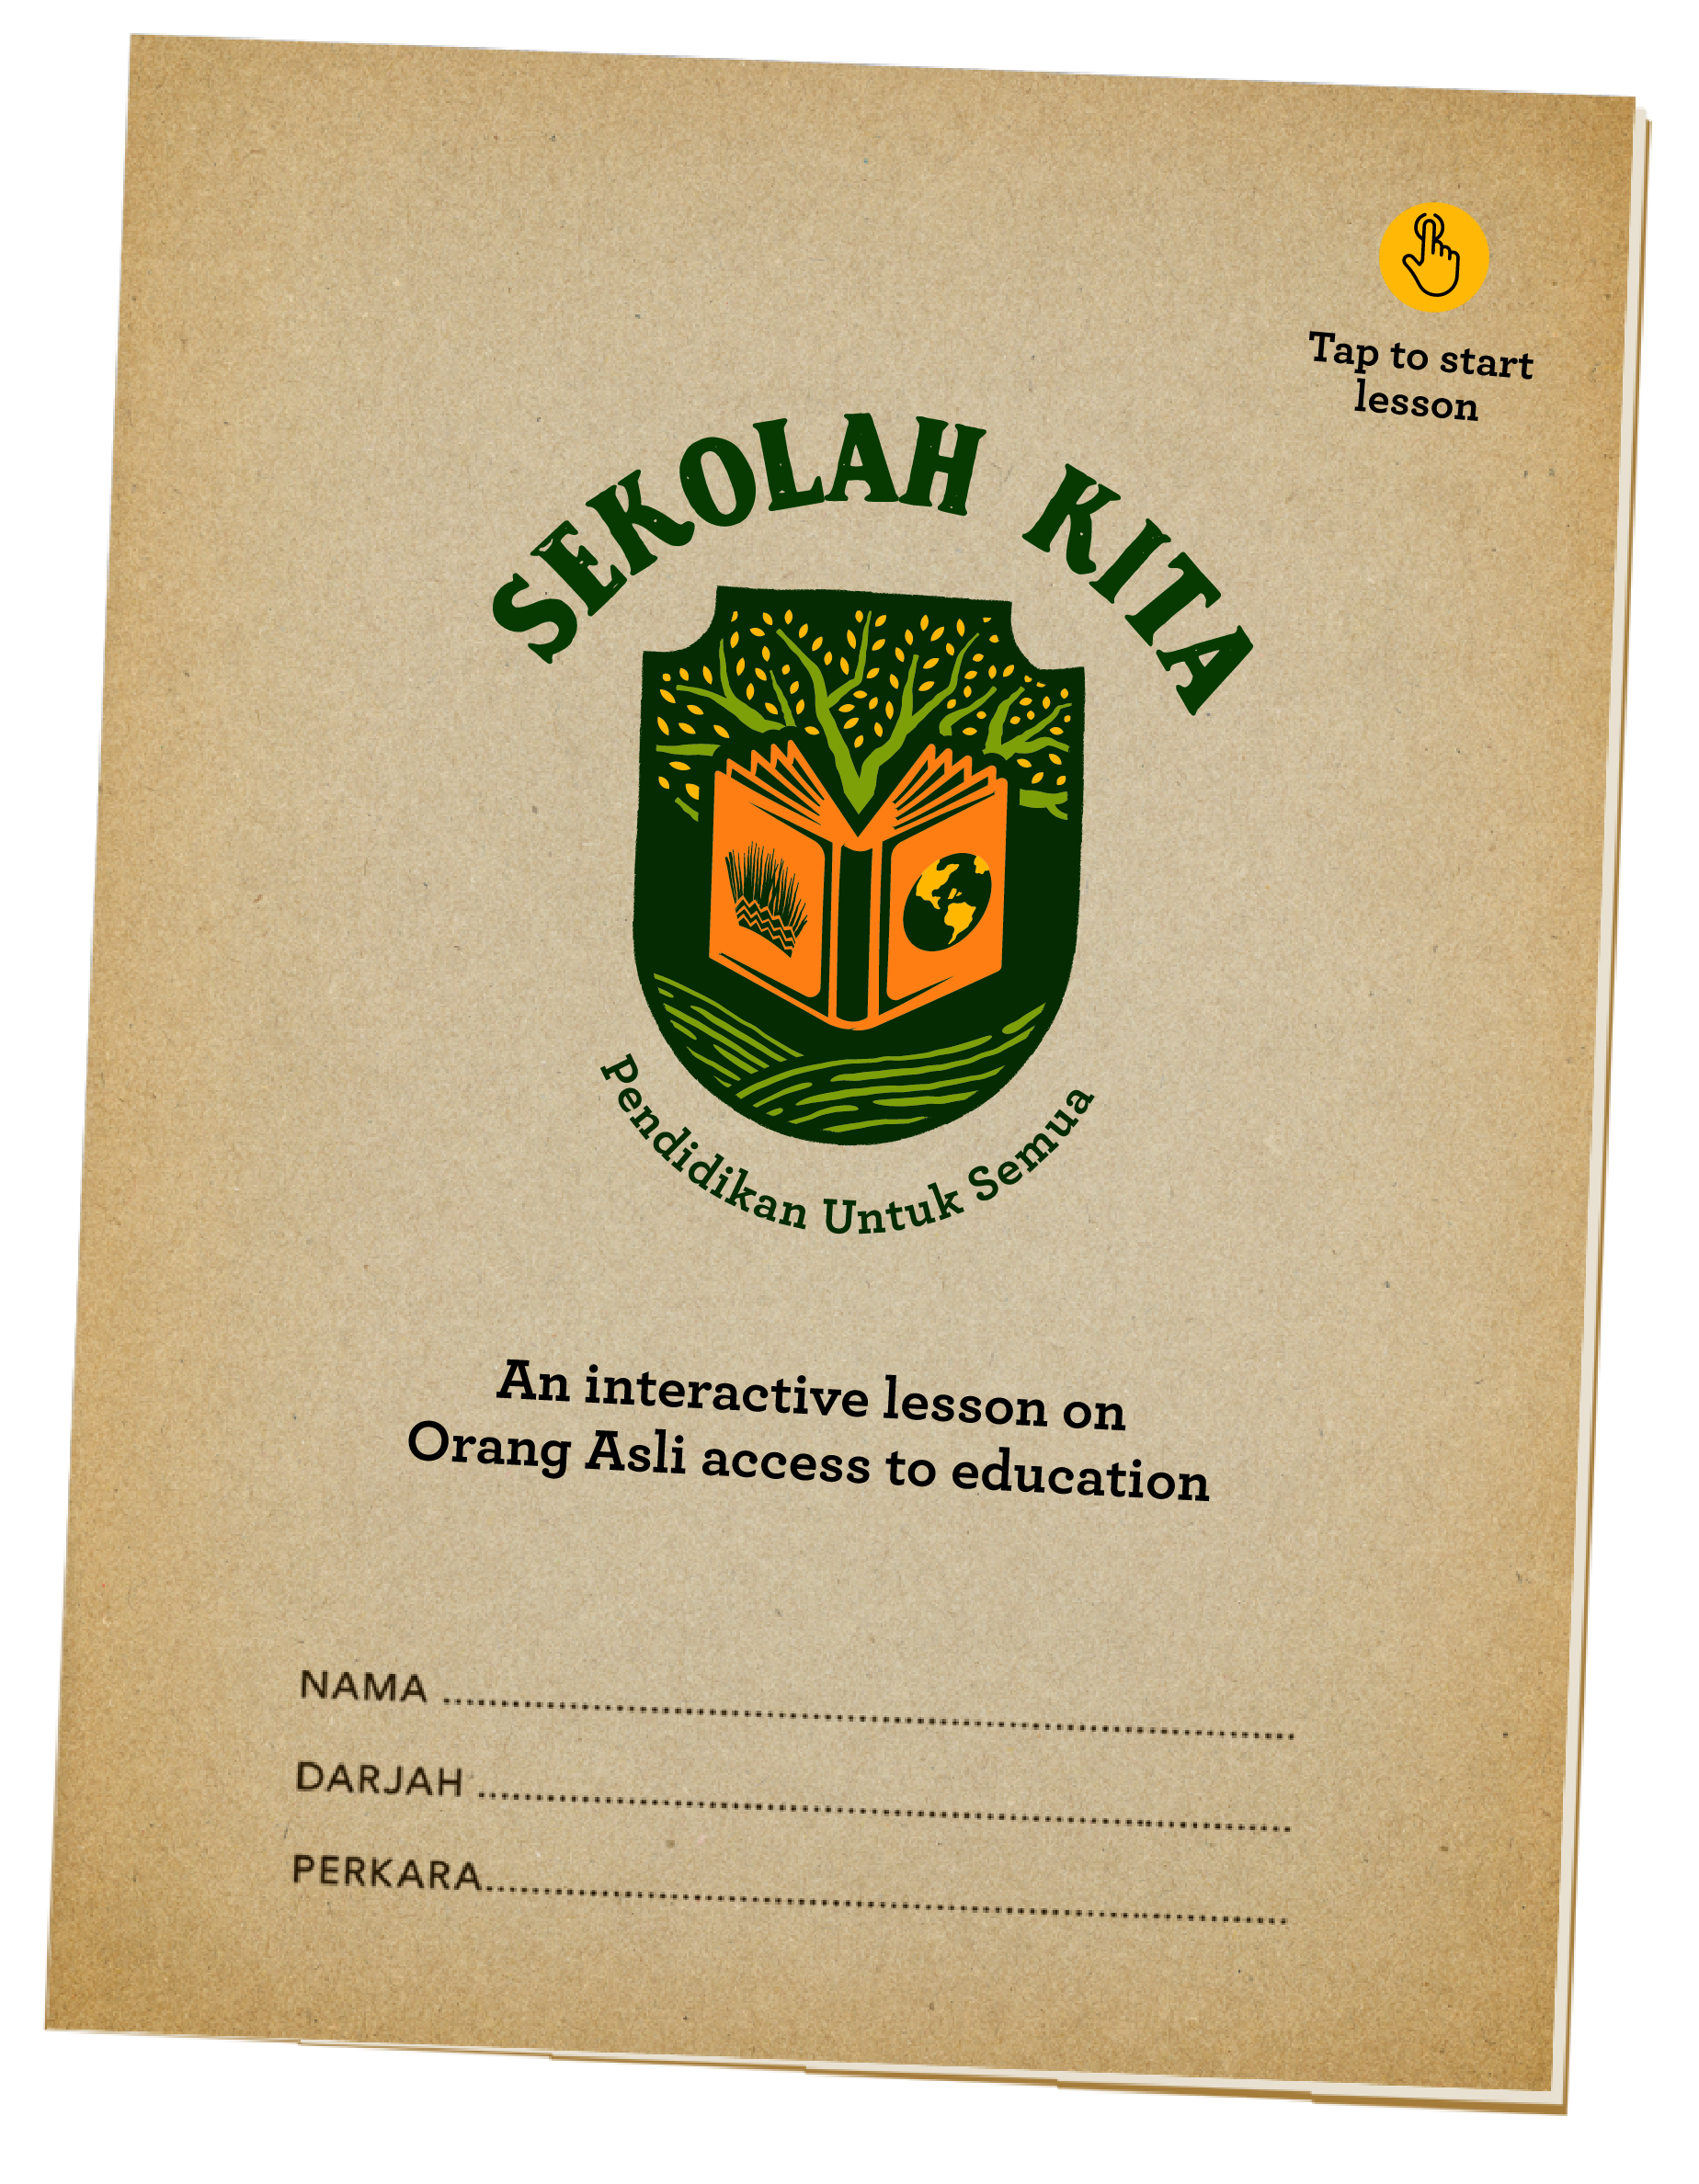 Tap to start
lesson
SEKOLAH KITA
Pendidikan Untuk Semua
An interactive lesson on
Orang Asli access to education
NAMA ........................................
DARJAH ........................................
PERKARA........................................